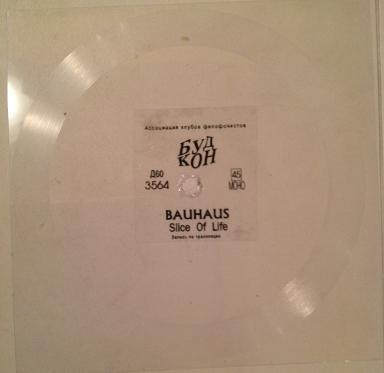 Ассоциация клубов филофонистов
БУД
КОН
Д60
3564
45
МОНО
BAUHAUS
Slice Of Life
Запись по трансляции